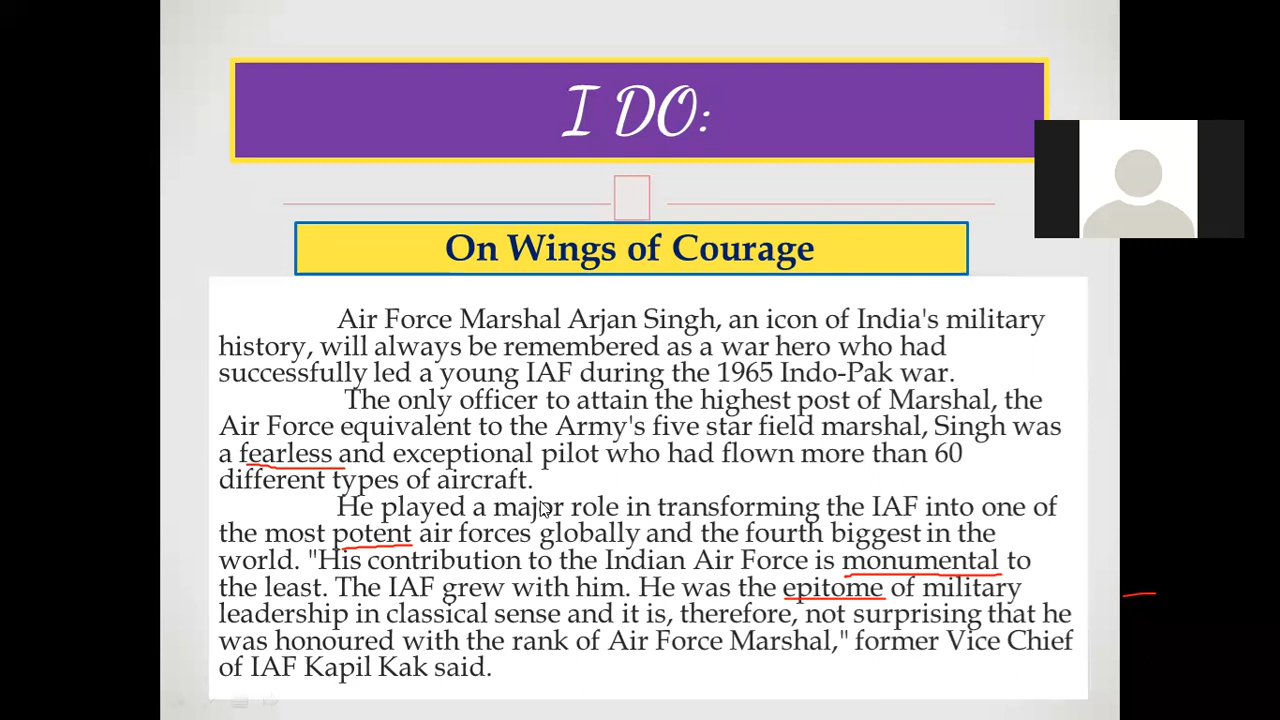 I DO:
On Wings of Courage
Air Force Marshal Arjan Singh, an icon of India's military
history, will always be remembered as a war hero who had
successfully led a young IAF during the 1965 Indo-Pak war.
The only officer to attain the highest post of Marshal, the
Air Force equivalent to the Army's five star field marshal, Singh was
a fearless and exceptional pilot who had flown more than 60
different types of aircraft.
He played a major role in transforming the IAF into one of
the most potent air forces globally and the fourth biggest in the
world. "His contribution to the Indian Air Force is monumental to
the least. The IAF grew with him. He was the epitome of military
leadership in classical sense and it is, therefore, not surprising that he
was honoured with the rank of Air Force Marshal," former Vice Chief
of IAF Kapil Kak said.